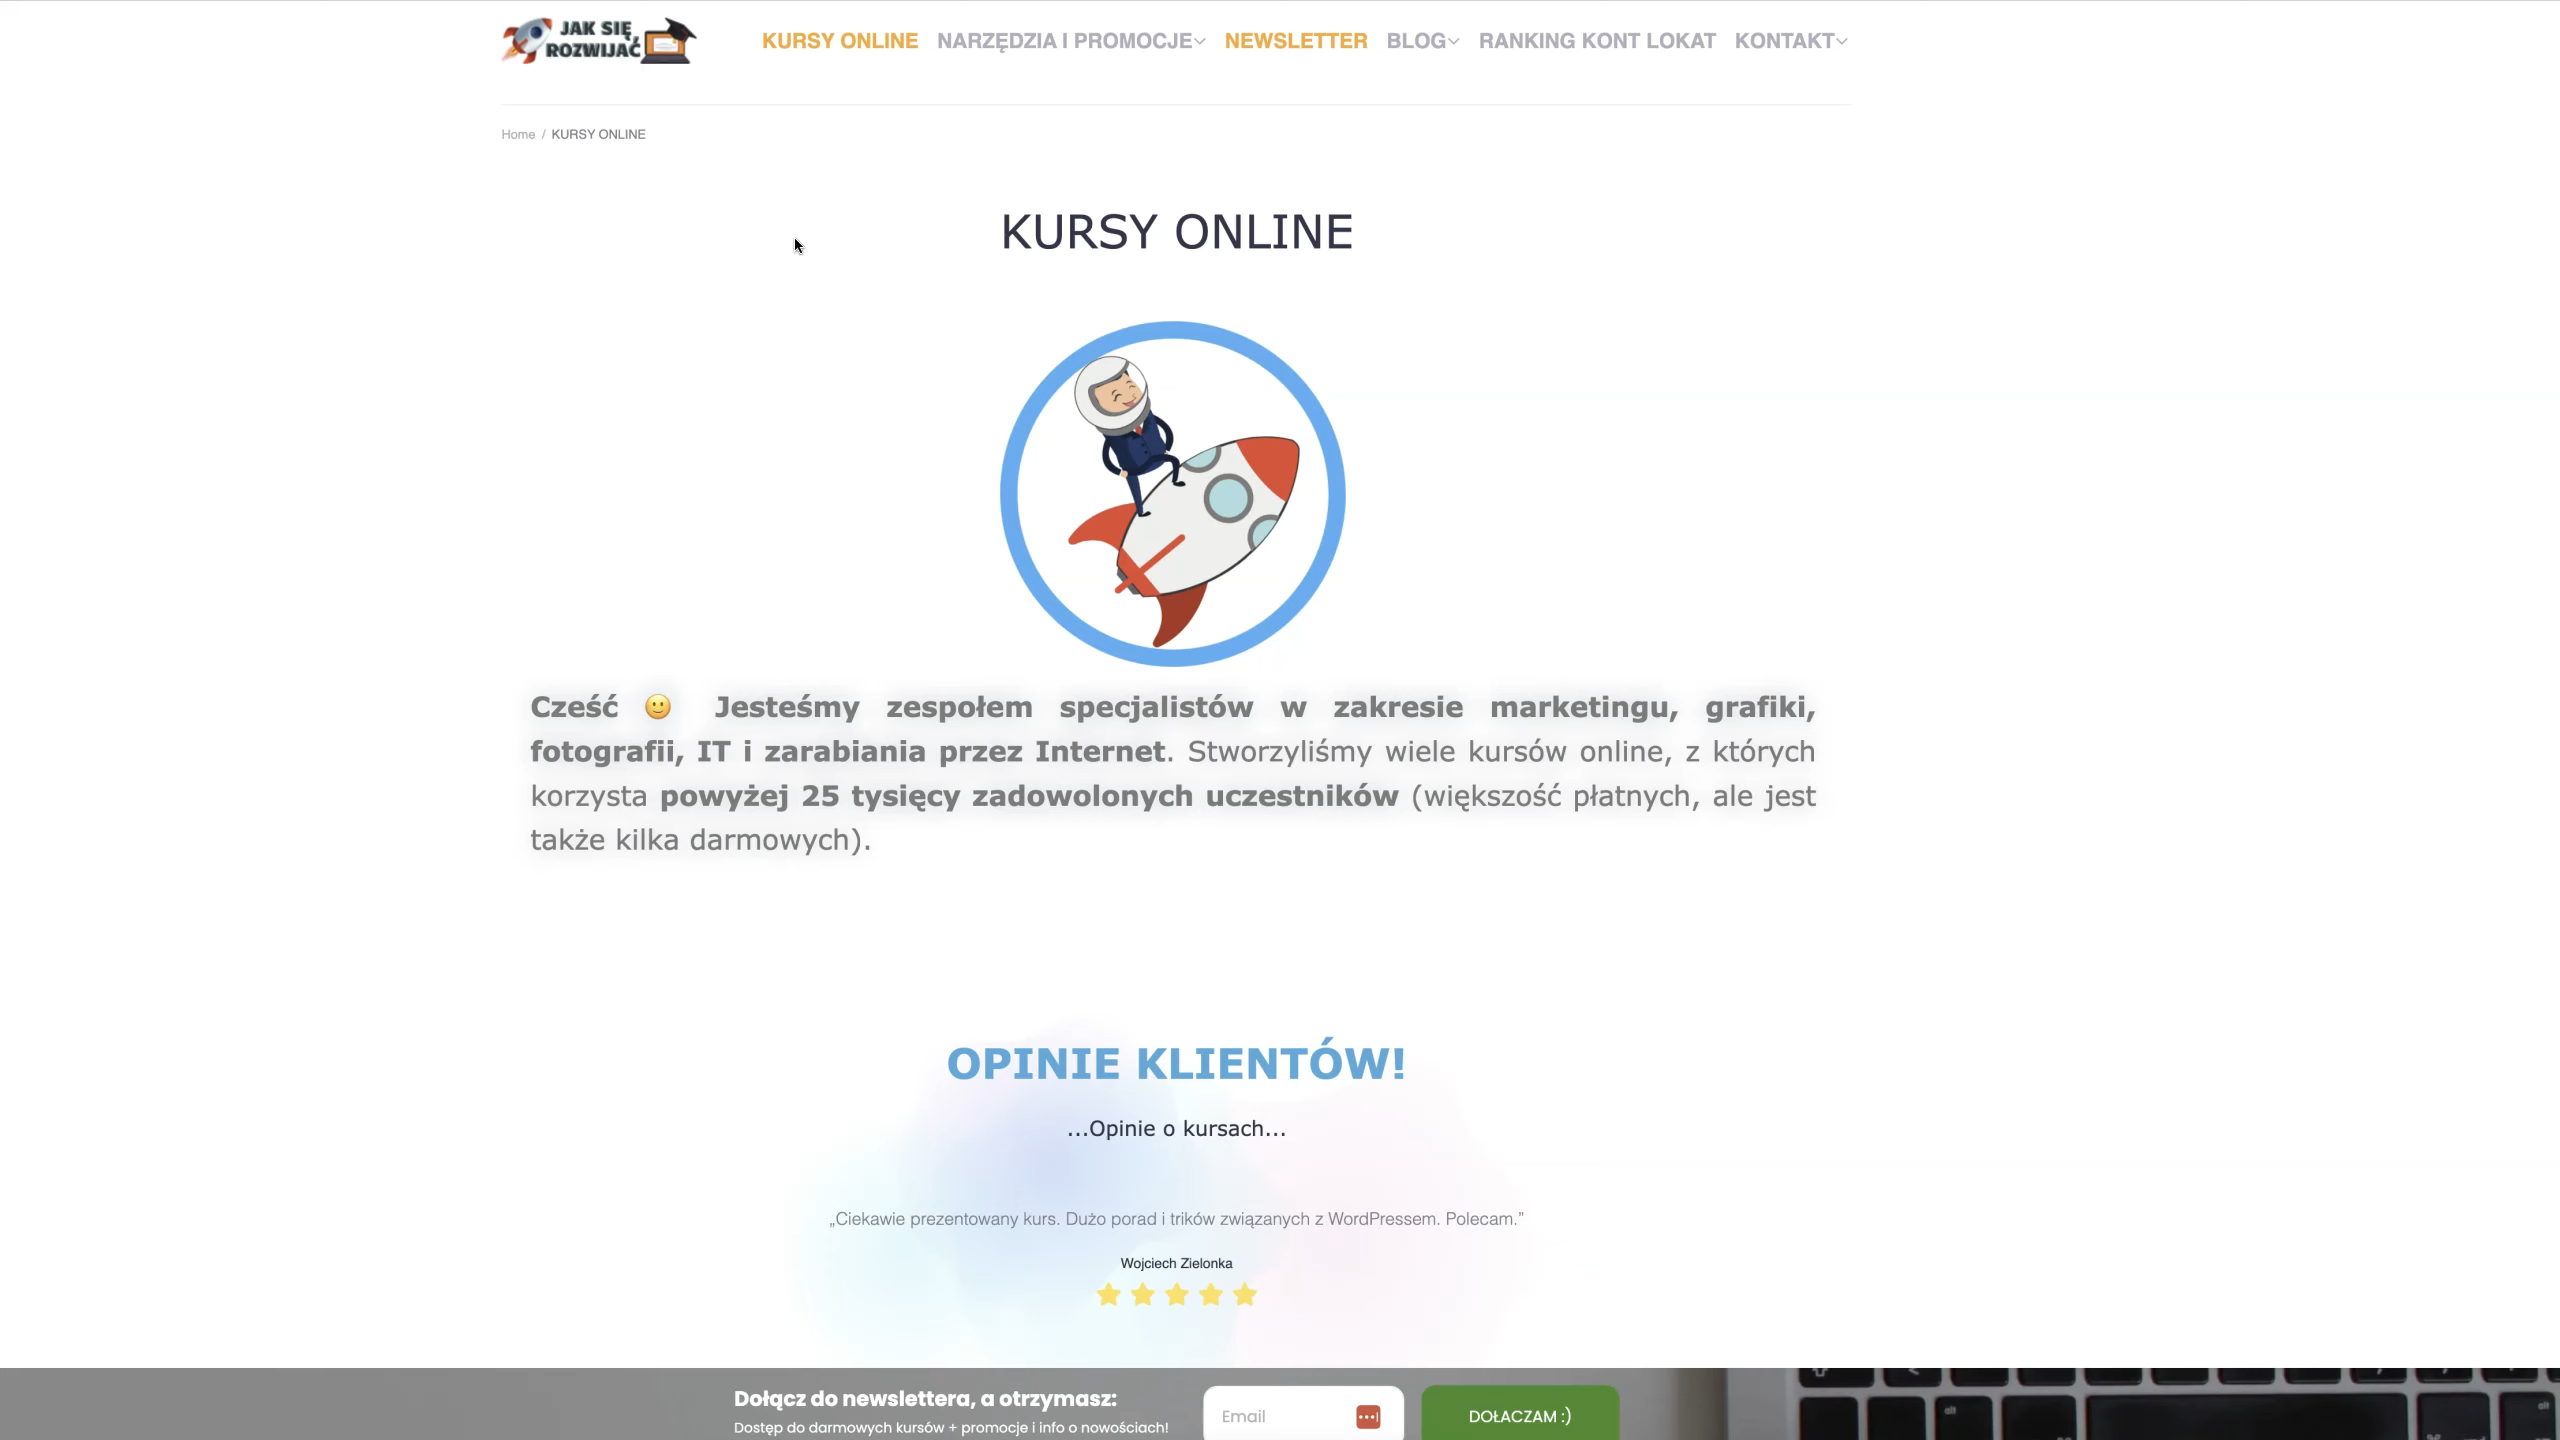 JAK SIĘ
ROZWIJAĆ
KURSY ONLINE NARZĘDZIA I PROMOCJE NEWSLETTER BLOG RANKING KONT LOKAT KONTAKT
Home / KURSY ONLINE
KURSY ONLINE
Cześć 🙂 Jesteśmy zespołem specjalistów w zakresie marketingu, grafiki,
fotografii, IT i zarabiania przez Internet. Stworzyliśmy wiele kursów online, z których
korzysta powyżej 25 tysięcy zadowolonych uczestników (większość płatnych, ale jest
także kilka darmowych).
OPINIE KLIENTÓW!
...Opinie o kursach...
„Ciekawie prezentowany kurs. Dużo porad i trików związanych z WordPressem. Polecam.”
Wojciech Zielonka
Dołącz do newslettera, a otrzymasz:
Dostęp do darmowych kursów + promocje i info o nowościach!
Email
DOŁACZAM :)
alt
alt